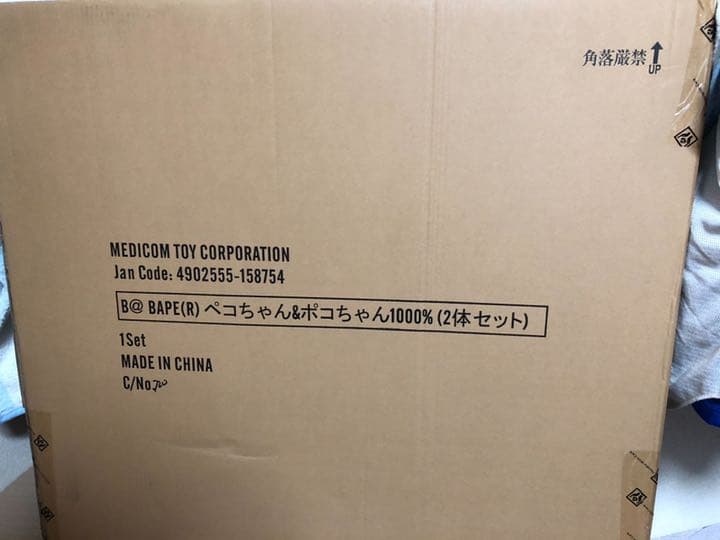 角落厳禁
UP
MEDICOM TOY CORPORATION
Jan Code: 4902555-158754
B@ BAPE(R) ペコちゃん&ポコちゃん1000% (2体セット)
1Set
MADE IN CHINA
C/No.